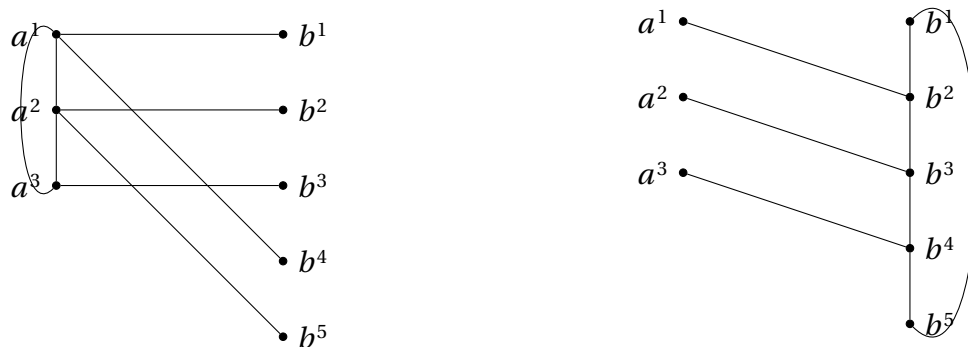 a¹ b¹
a² b²
a³ b³
b⁴
b⁵
a¹ b¹
a² b²
a³ b³
b⁴
b⁵